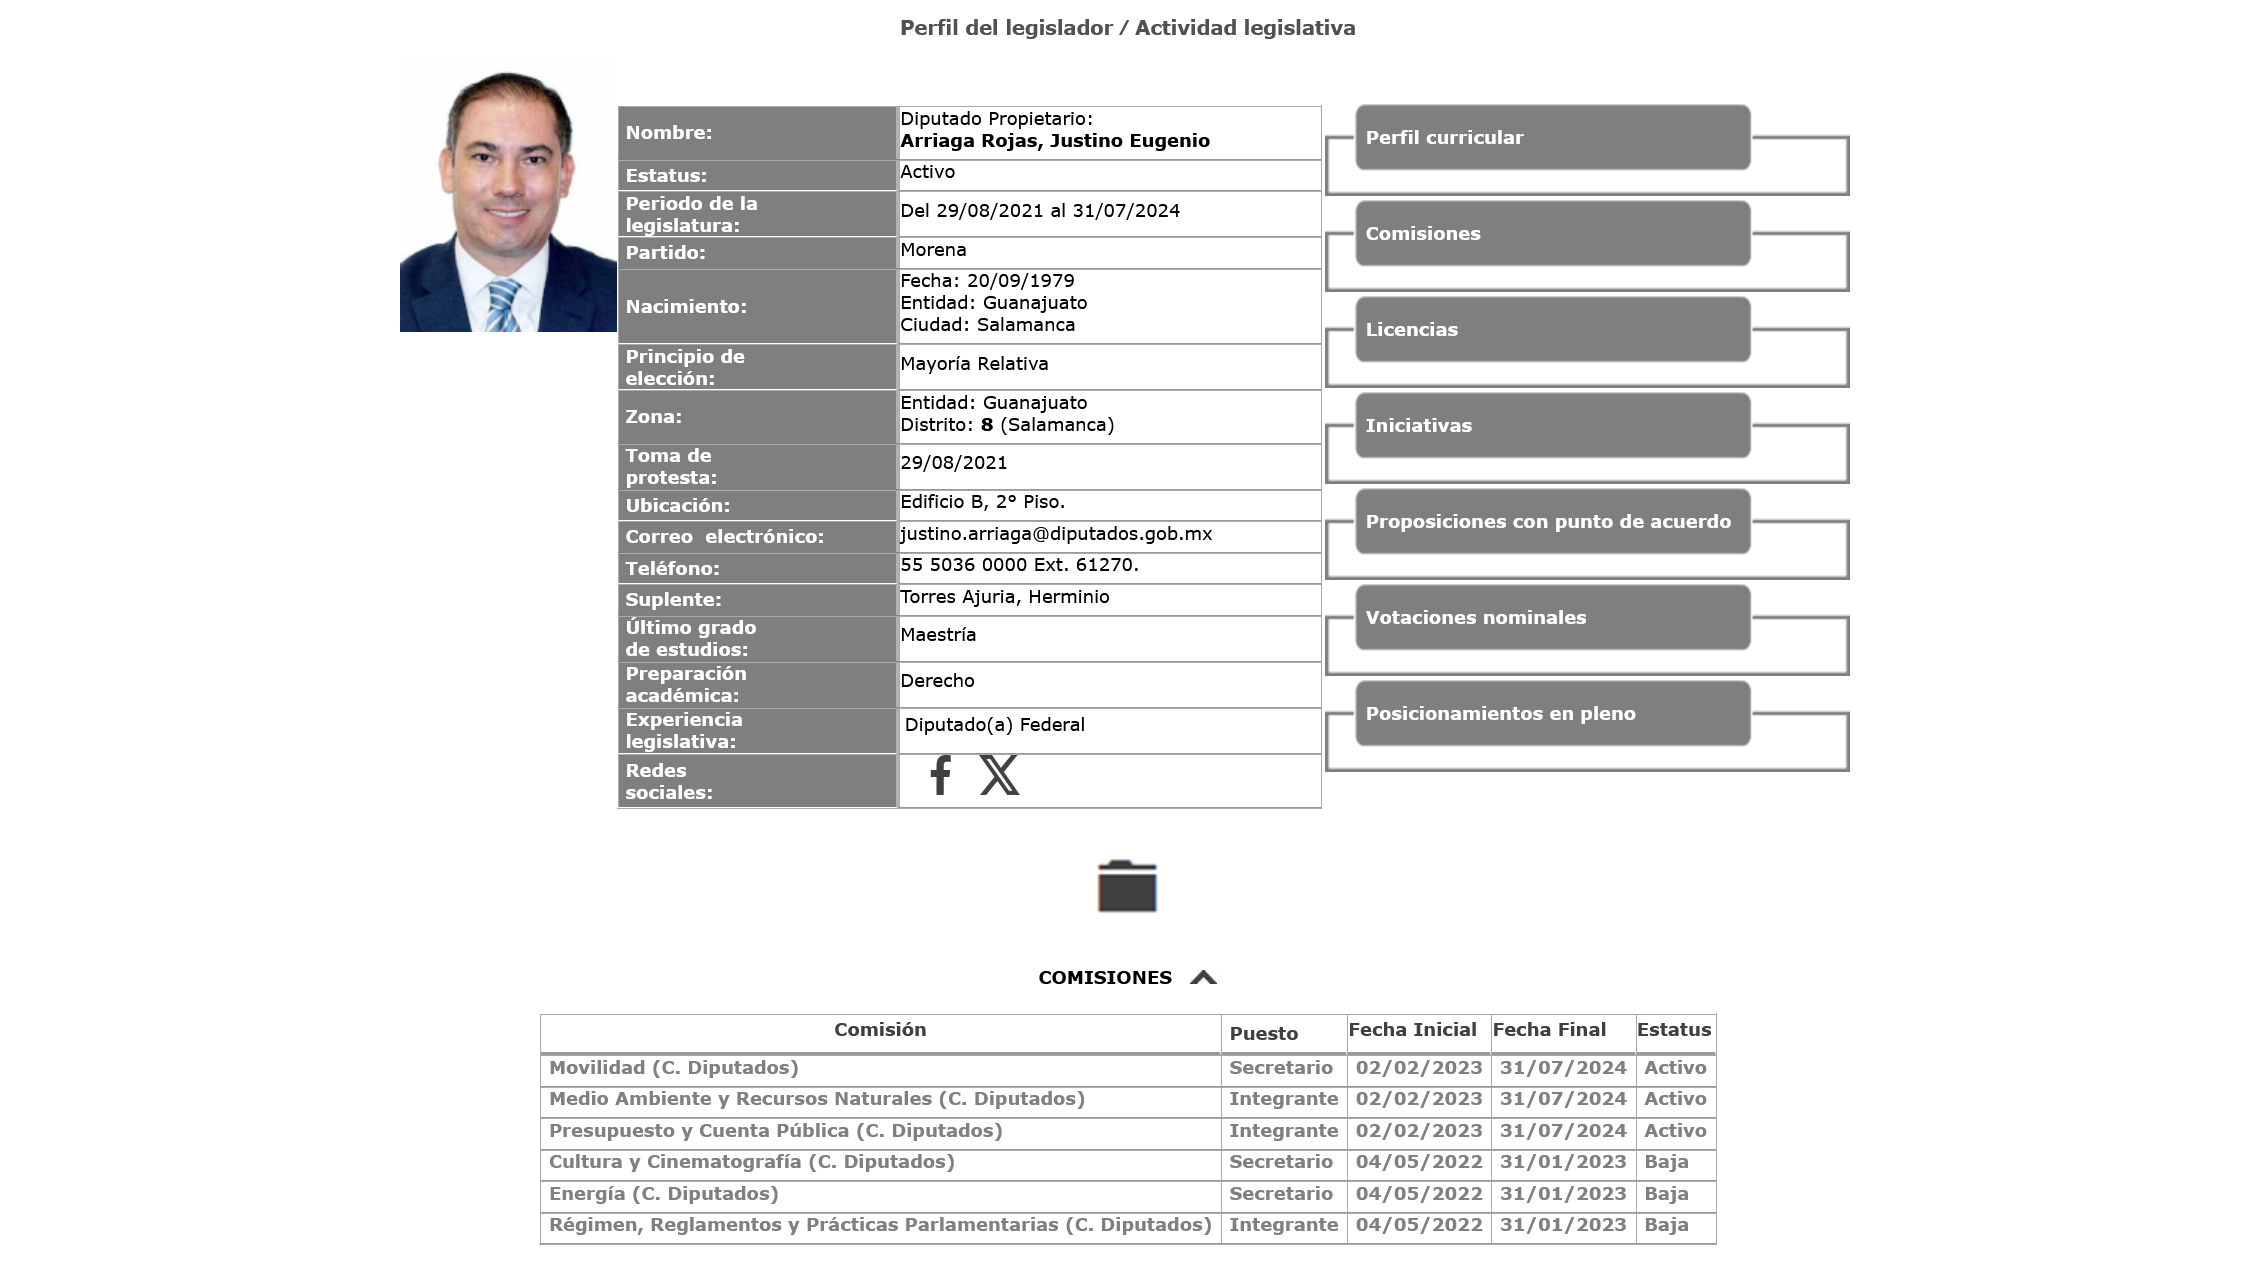 Perfil del legislador / Actividad legislativa
Nombre:
Diputado Propietario:
Arriaga Rojas, Justino Eugenio
Estatus:
Activo
Periodo de la
legislatura:
Del 29/08/2021 al 31/07/2024
Partido:
Morena
Nacimiento:
Fecha: 20/09/1979
Entidad: Guanajuato
Ciudad: Salamanca
Principio de
elección:
Mayoría Relativa
Zona:
Entidad: Guanajuato
Distrito: 8 (Salamanca)
Toma de
protesta:
29/08/2021
Ubicación:
Edificio B, 2° Piso.
Correo electrónico:
justino.arriaga@diputados.gob.mx
Teléfono:
55 5036 0000 Ext. 61270.
Suplente:
Torres Ajuria, Herminio
Último grado
de estudios:
Maestría
Preparación
académica:
Derecho
Experiencia
legislativa:
Diputado(a) Federal
Redes
sociales:
Perfil curricular
Comisiones
Licencias
Iniciativas
Proposiciones con punto de acuerdo
Votaciones nominales
Posicionamientos en pleno
COMISIONES
Comisión Puesto Fecha Inicial Fecha Final Estatus
Movilidad (C. Diputados) Secretario 02/02/2023 31/07/2024 Activo
Medio Ambiente y Recursos Naturales (C. Diputados) Integrante 02/02/2023 31/07/2024 Activo
Presupuesto y Cuenta Pública (C. Diputados) Integrante 02/02/2023 31/07/2024 Activo
Cultura y Cinematografía (C. Diputados) Secretario 04/05/2022 31/01/2023 Baja
Energía (C. Diputados) Secretario 04/05/2022 31/01/2023 Baja
Régimen, Reglamentos y Prácticas Parlamentarias (C. Diputados) Integrante 04/05/2022 31/01/2023 Baja